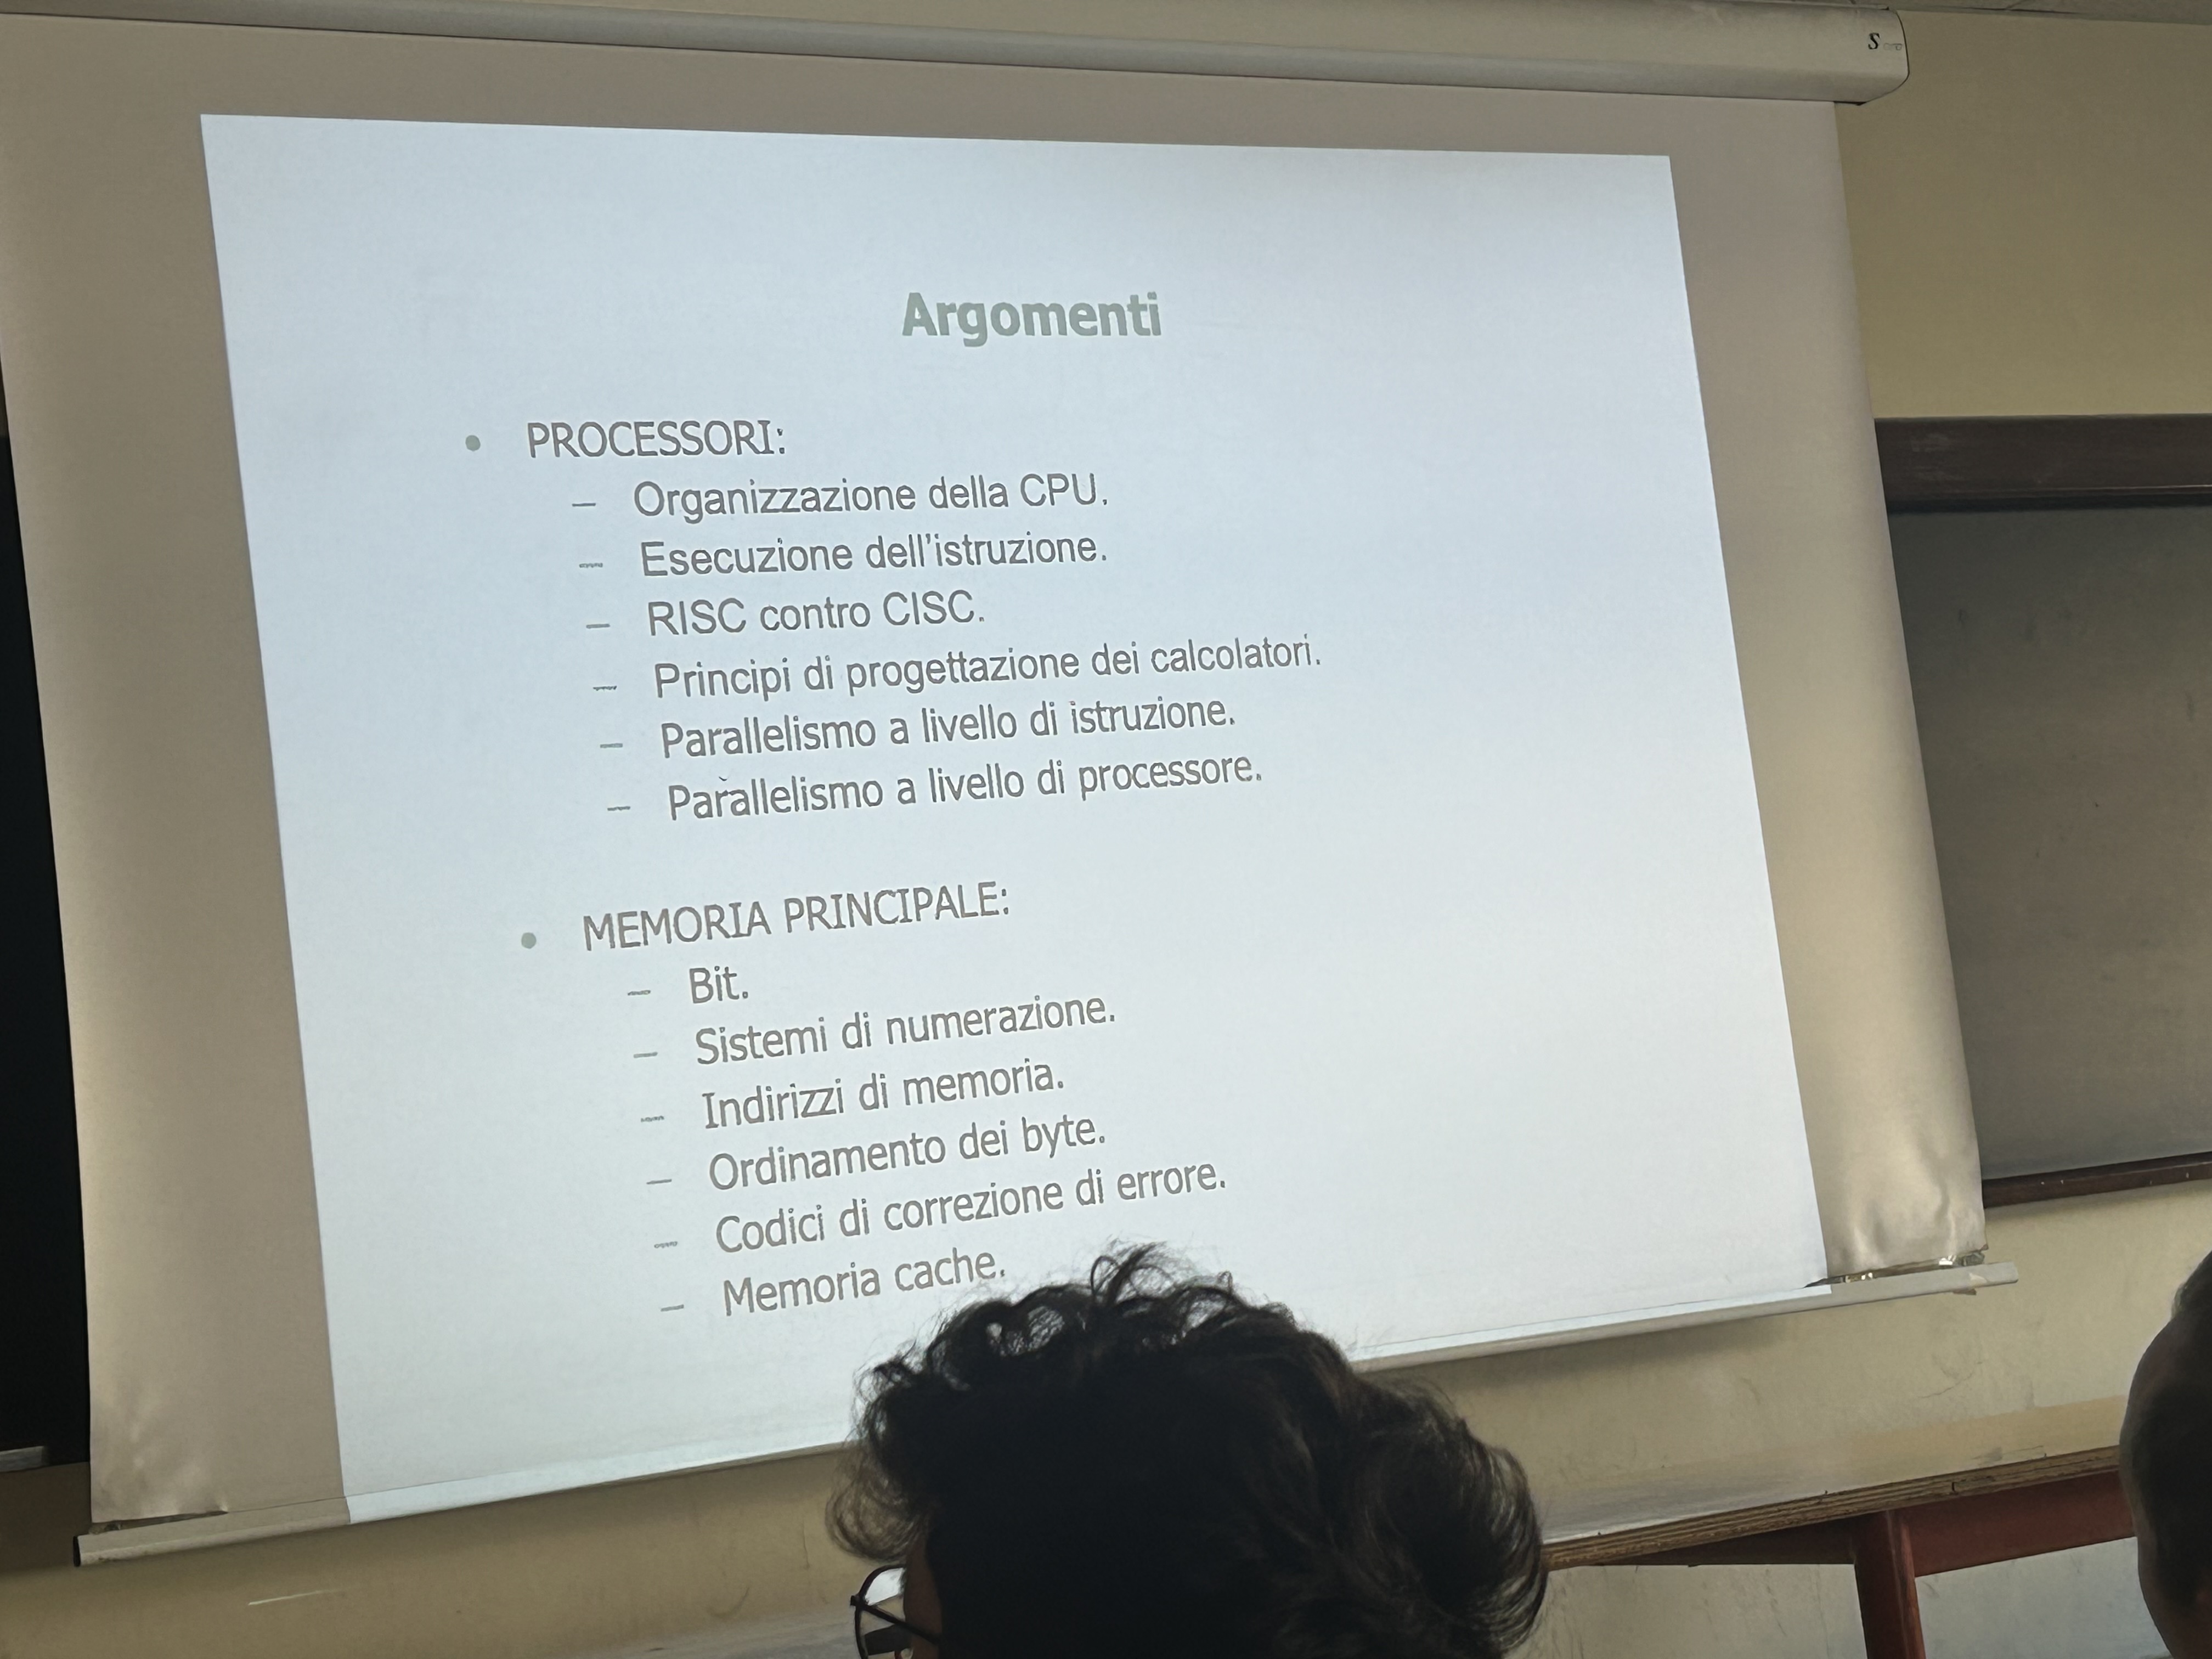 Argomenti
• PROCESSORI:
– Organizzazione della CPU.
– Esecuzione dell'istruzione.
– RISC contro CISC.
– Principi di progettazione dei calcolatori.
– Parallelismo a livello di istruzione.
– Parallelismo a livello di processore.
• MEMORIA PRINCIPALE:
– Bit.
– Sistemi di numerazione.
– Indirizzi di memoria.
– Ordinamento dei byte.
– Codici di correzione di errore.
– Memoria cache.